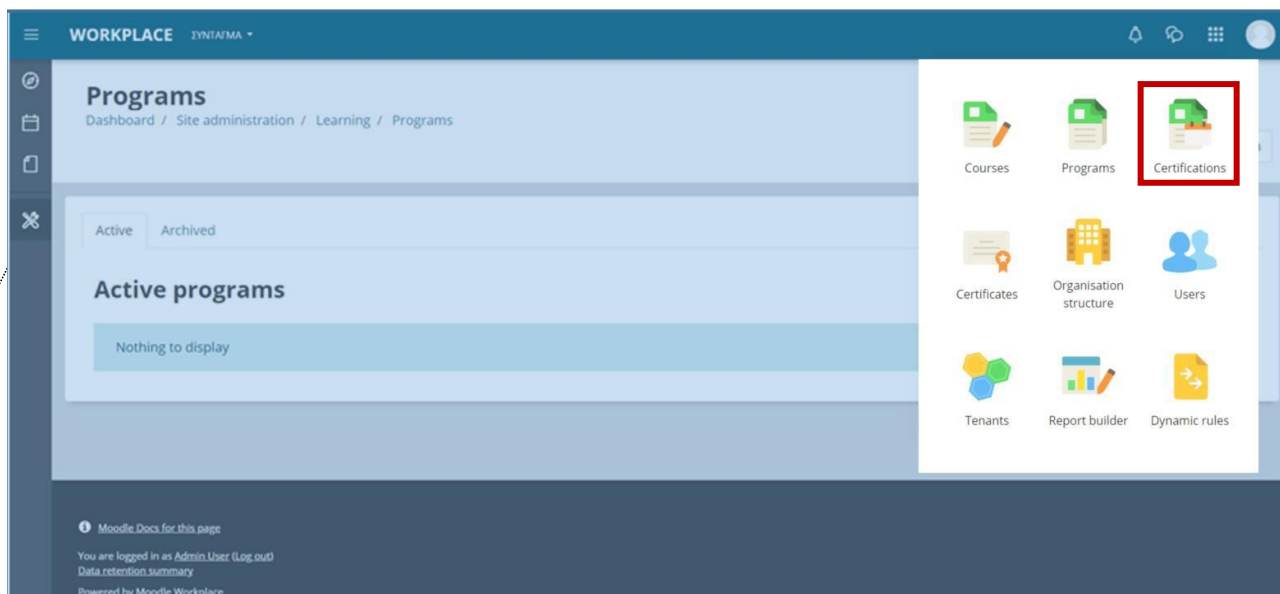 WORKPLACE ΣΥΝΤΑΓΜΑ
Programs
Dashboard / Site administration / Learning / Programs
Courses
Programs
Certifications
Active
Archived
Active programs
Nothing to display
Certificates
Organisation
structure
Users
Tenants
Report builder
Dynamic rules
Moodle Docs for this page
You are logged in as Admin User (Log out)
Data retention summary
Powered by Moodle Workplace